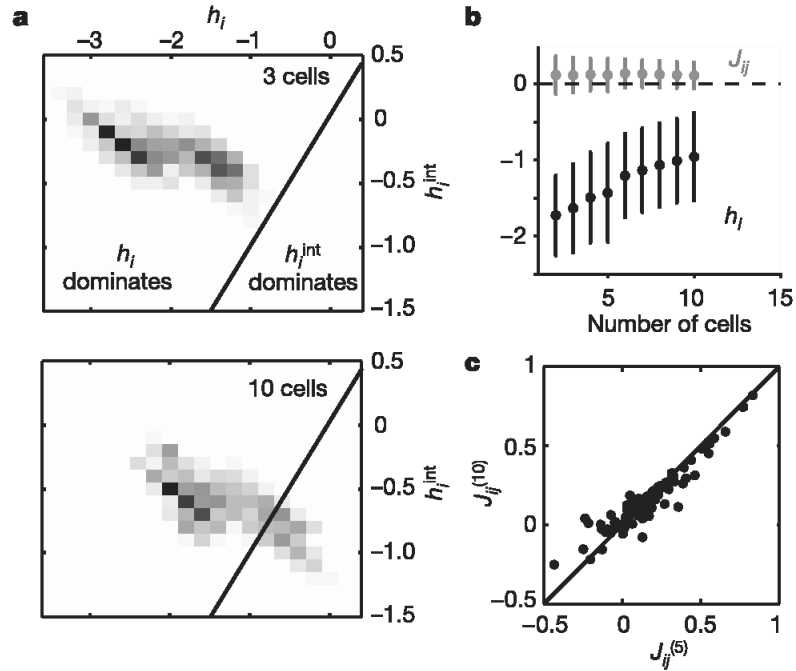 a
h_i
−3 −2 −1 0
3 cells
0.5
0
−0.5
−1.0
−1.5
h_i^int
h_i
dominates
h_i^int
dominates
10 cells
0.5
0
−0.5
−1.0
−1.5
h_i^int
b
J_ij
0
−1
−2
h_i
5 10 15
Number of cells
c
1
0.5
0
−0.5
J_ij^(10)
−0.5 0 0.5 1
J_ij^(5)